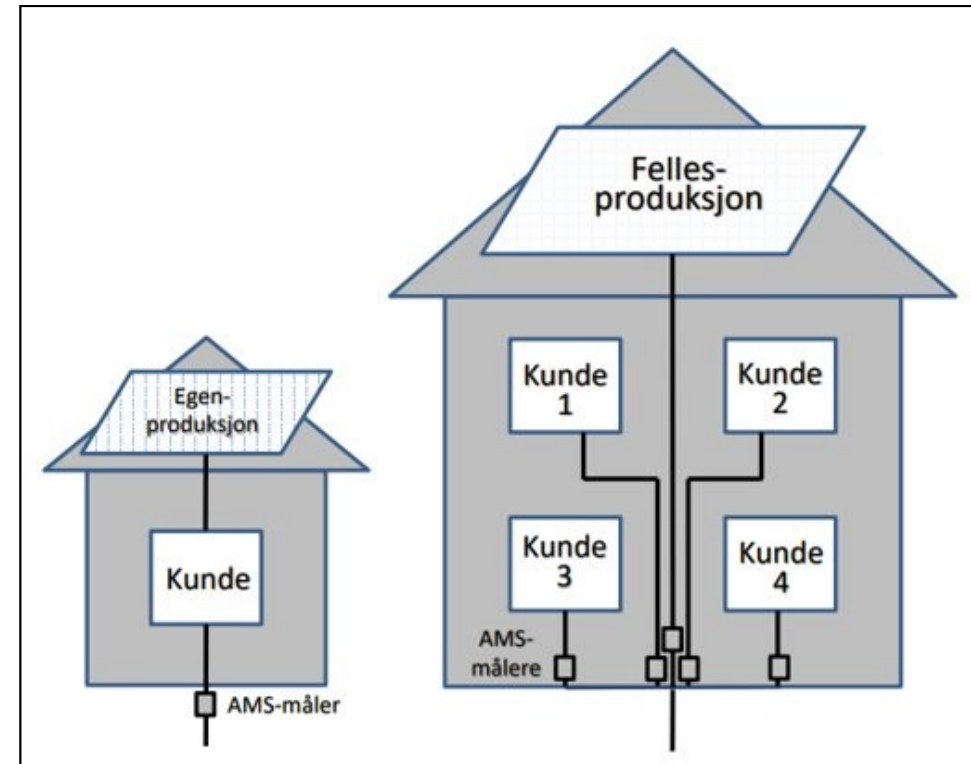 Egen-
produksjon
Kunde
AMS-måler
Felles-
produksjon
Kunde
1
Kunde
2
Kunde
3
Kunde
4
AMS-
målere